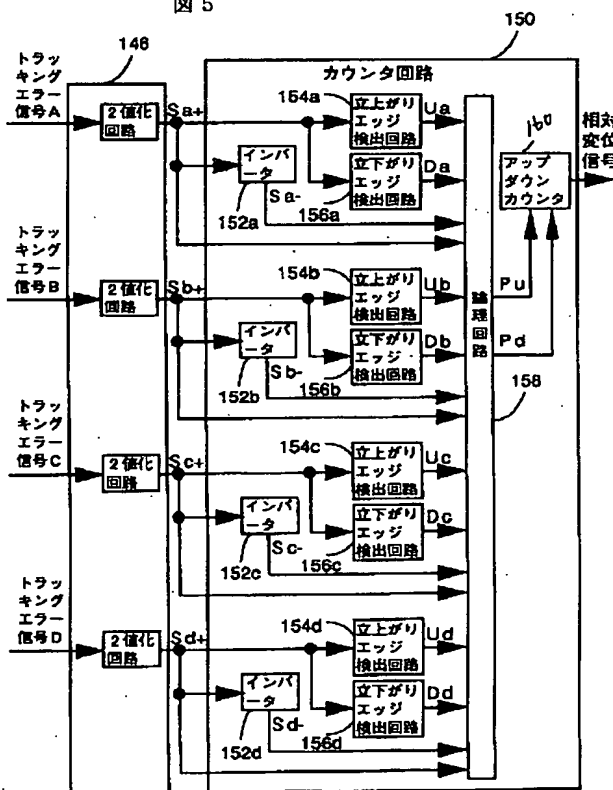 図 5
150
146
カウンタ回路
トラッ
キング
エラー
信号A
2値化
回路
Sa+
154a
立上がり
エッジ
検出回路
Ua
インバ
ータ
152a
Sa-
立下がり
エッジ
検出回路
156a
Da
160
アップ
ダウン
カウンタ
相対
変位
信号
トラッ
キング
エラー
信号B
2値化
回路
Sb+
154b
立上がり
エッジ
検出回路
Ub
インバ
ータ
152b
Sb-
立下がり
エッジ
検出回路
156b
Db
論理回路
Pu
Pd
158
トラッ
キング
エラー
信号C
2値化
回路
Sc+
154c
立上がり
エッジ
検出回路
Uc
インバ
ータ
152c
Sc-
立下がり
エッジ
検出回路
156c
Dc
トラッ
キング
エラー
信号D
2値化
回路
Sd+
154d
立上がり
エッジ
検出回路
Ud
インバ
ータ
152d
Sd-
立下がり
エッジ
検出回路
156d
Dd